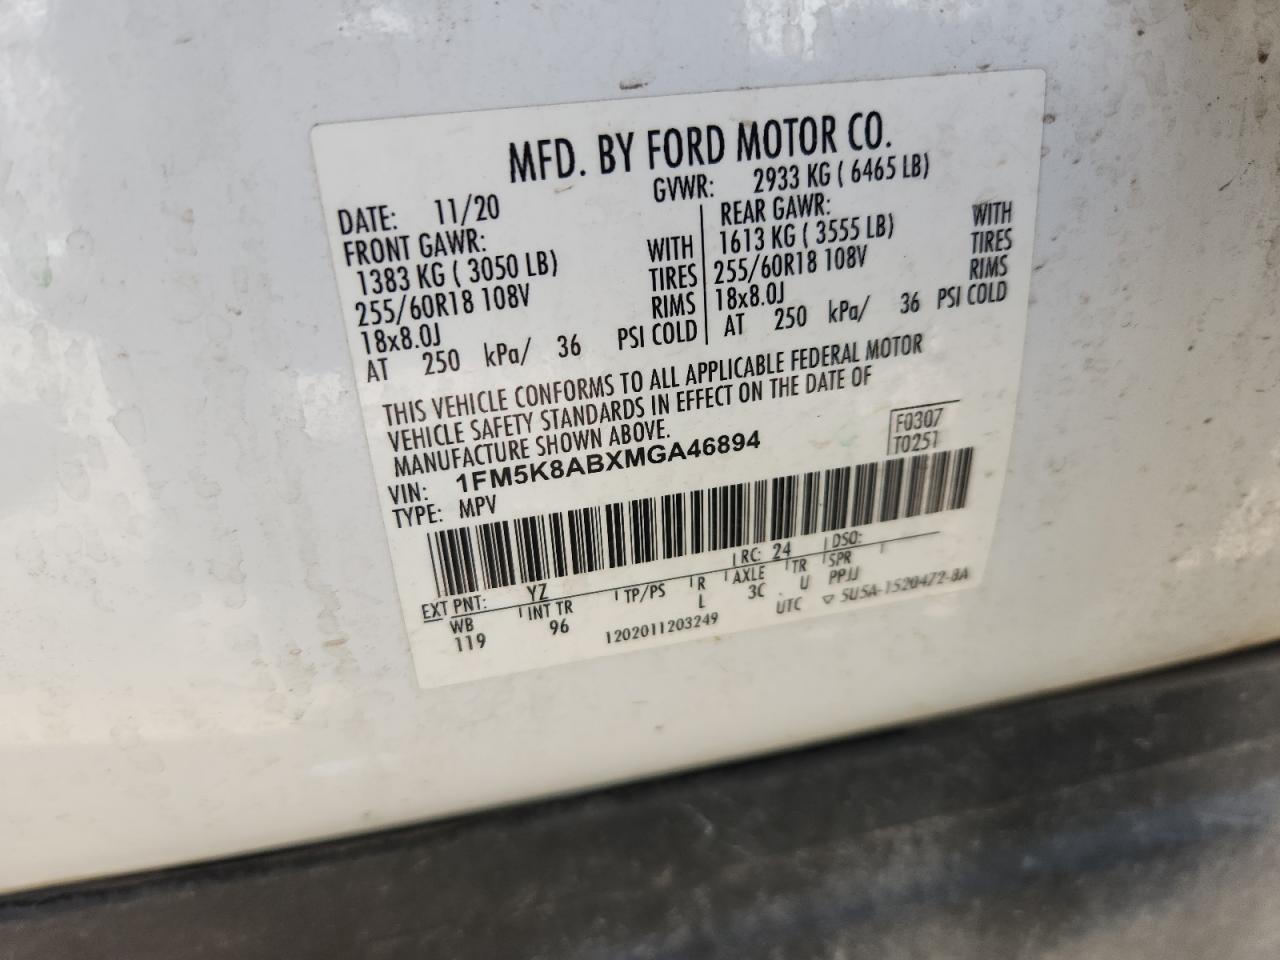 MFD. BY FORD MOTOR CO.
DATE: 11/20 GVWR: 2933 KG ( 6465 LB)
FRONT GAWR: REAR GAWR:
1383 KG ( 3050 LB) WITH 1613 KG ( 3555 LB) WITH
255/60R18 108V TIRES 255/60R18 108V TIRES
18x8.0J RIMS 18x8.0J RIMS
AT 250 kPa/ 36 PSI COLD AT 250 kPa/ 36 PSI COLD
THIS VEHICLE CONFORMS TO ALL APPLICABLE FEDERAL MOTOR
VEHICLE SAFETY STANDARDS IN EFFECT ON THE DATE OF
MANUFACTURE SHOWN ABOVE.
F0307
T0251
VIN: 1FM5K8ABXMGA46894
TYPE: MPV
EXT PNT: YZ RC: 24 DSO:
WB INT TR TP/PS R AXLE TR SPR
119 96 L 3C U PPJJ
1202011203249 UTC ▽ 5U5A-1520472-BA